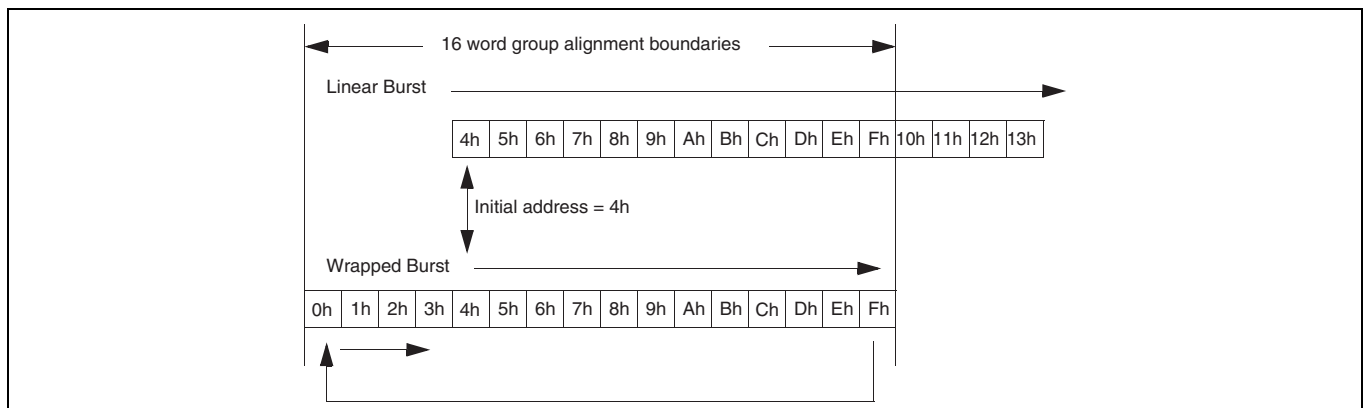 16 word group alignment boundaries
Linear Burst
4h 5h 6h 7h 8h 9h Ah Bh Ch Dh Eh Fh 10h 11h 12h 13h
Initial address = 4h
Wrapped Burst
0h 1h 2h 3h 4h 5h 6h 7h 8h 9h Ah Bh Ch Dh Eh Fh